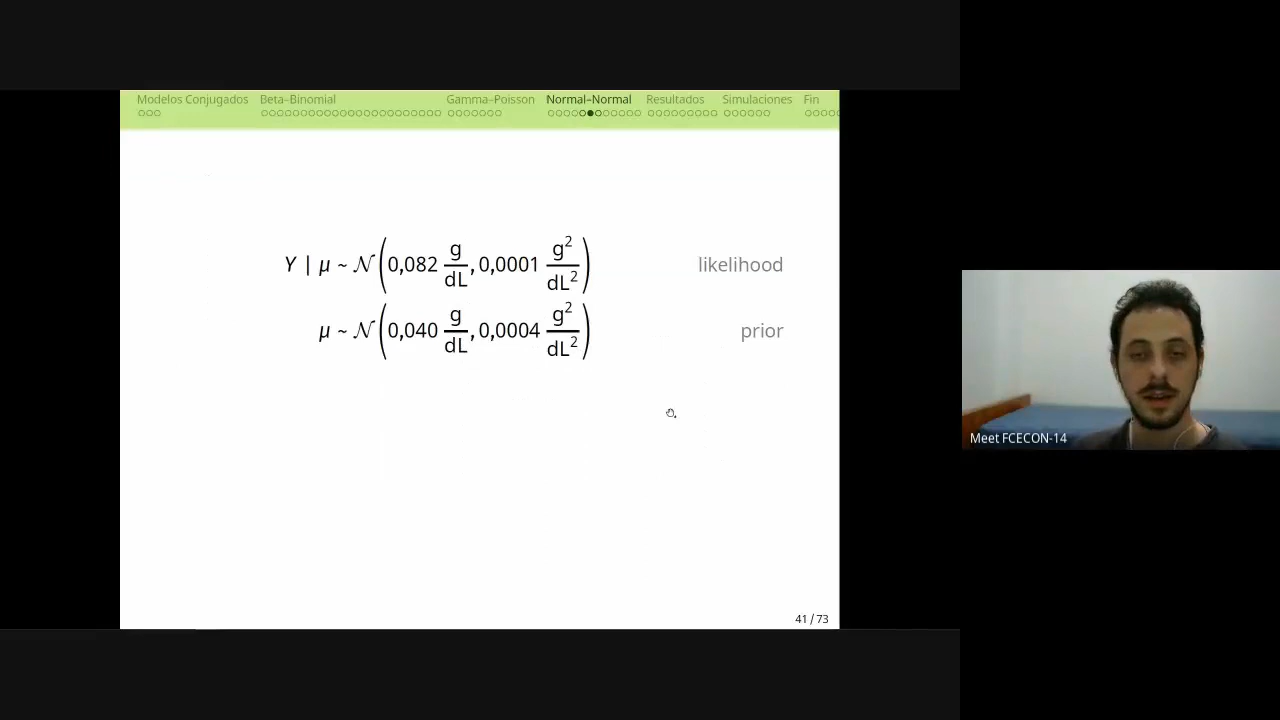 Modelos Conjugados Beta–Binomial Gamma–Poisson Normal–Normal Resultados Simulaciones Fin
Y | μ ~ 𝒩(0,082 g/dL, 0,0001 g²/dL²) likelihood
μ ~ 𝒩(0,040 g/dL, 0,0004 g²/dL²) prior
Meet FCECON-14
41 / 73